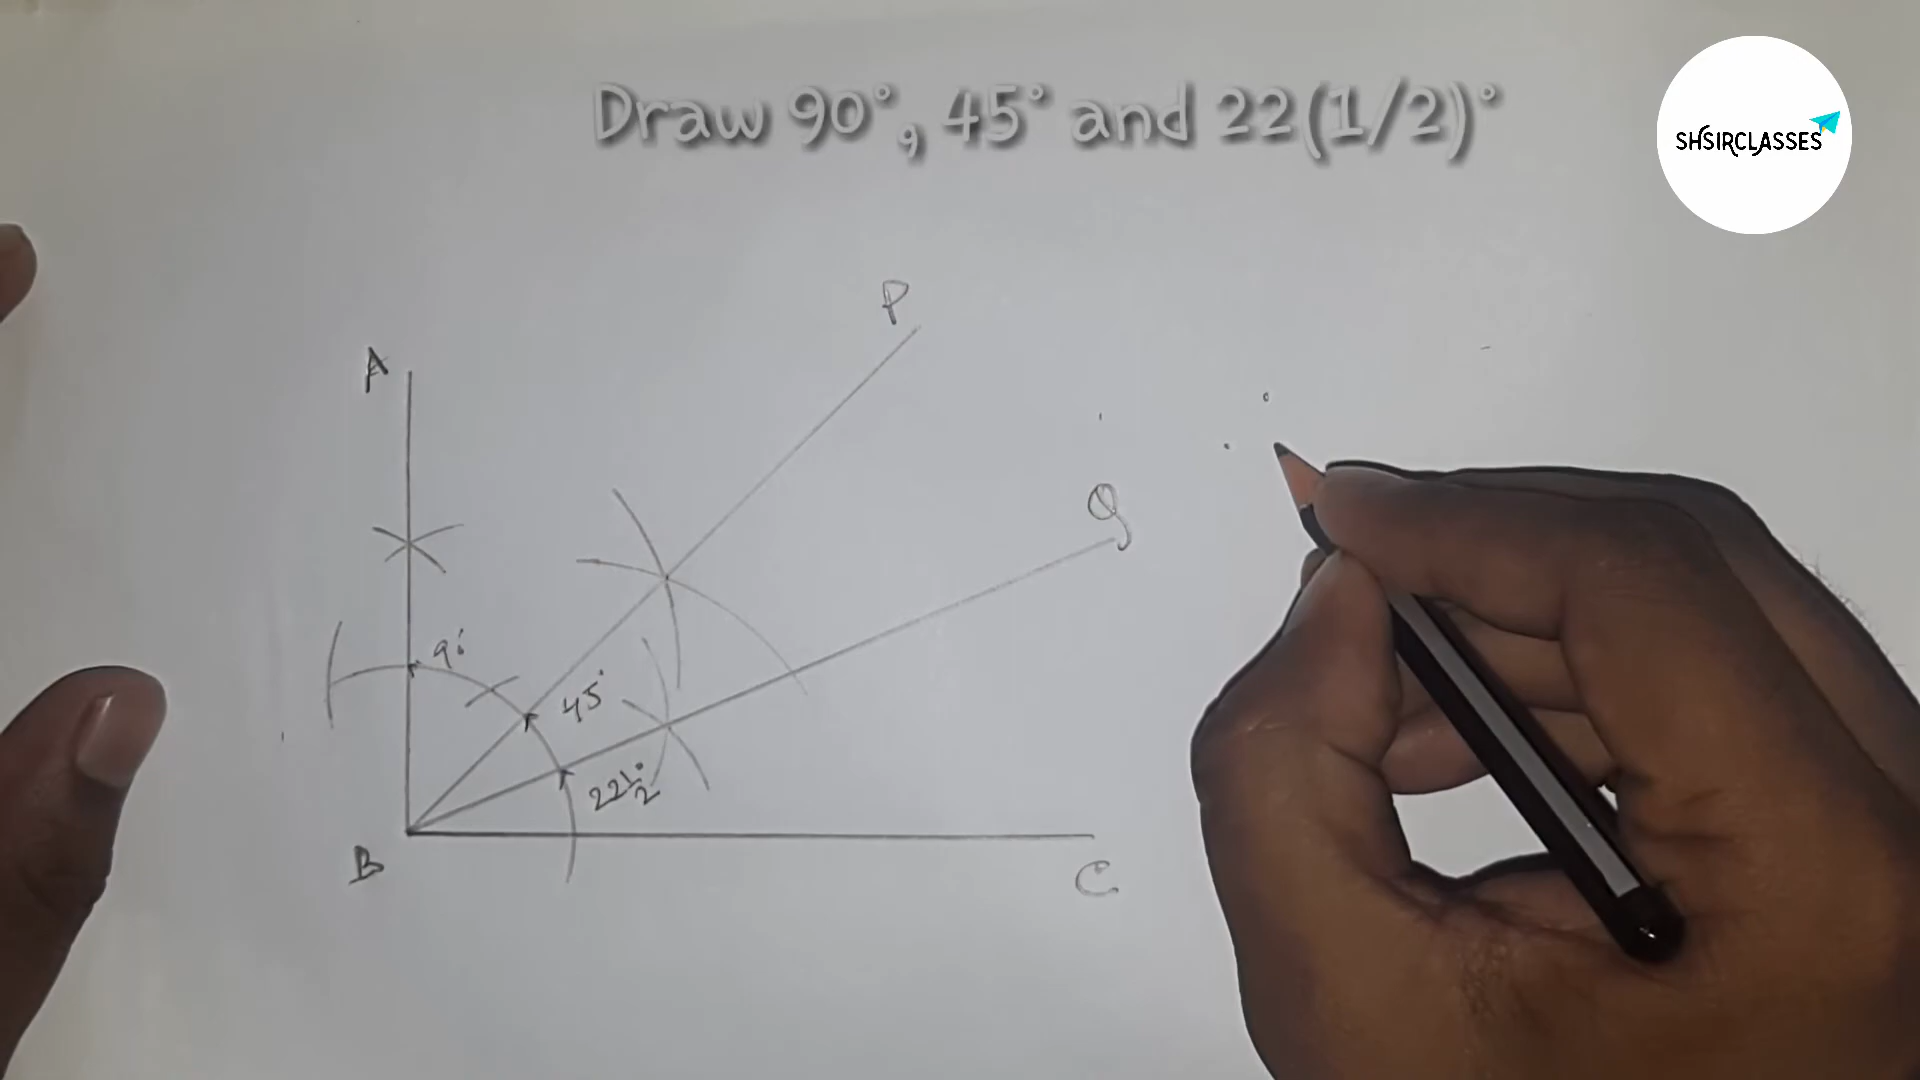 Draw 90°, 45° and 22(1/2)°
SHSIRCLASSES
P
A
Q
90°
45°
22½°
B
C